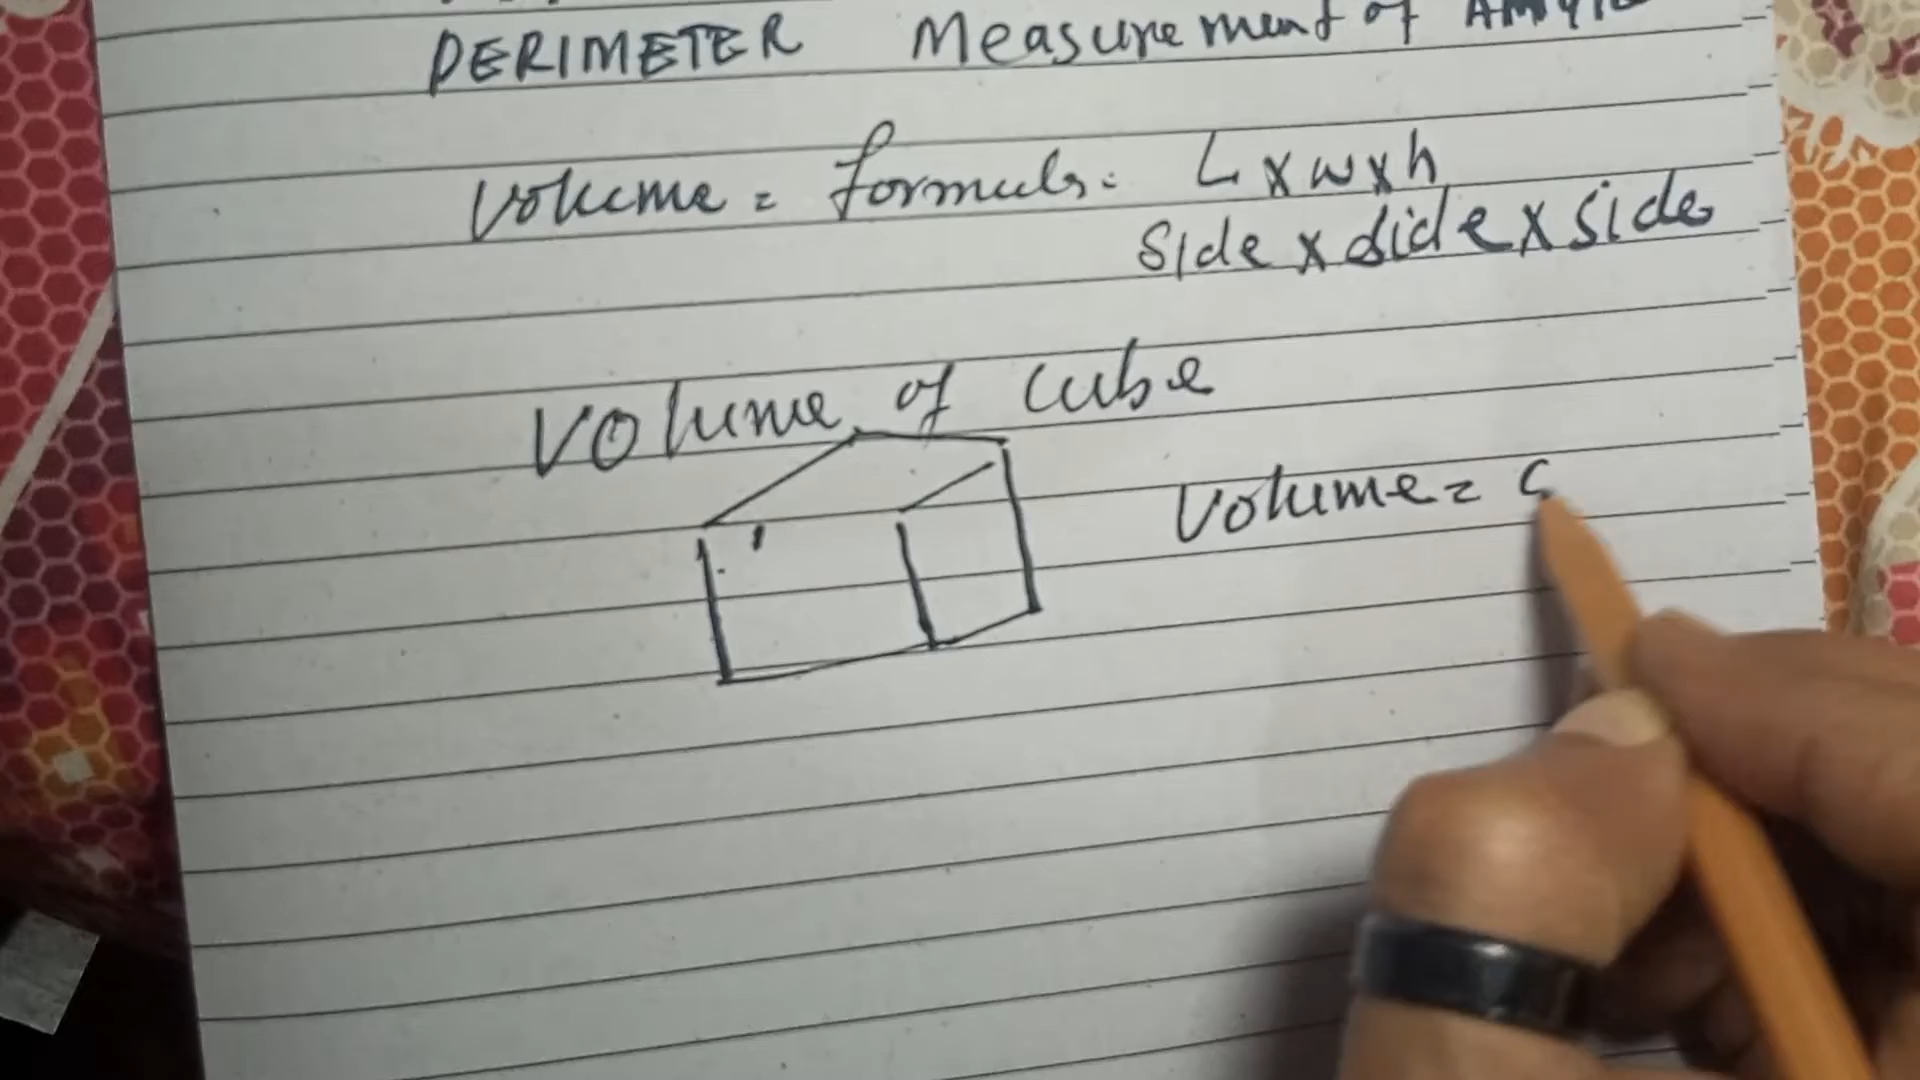 PERIMETER Measurement of
Volume = formula = L x w x h
Side x side x side
Volume of cube
Volume = S